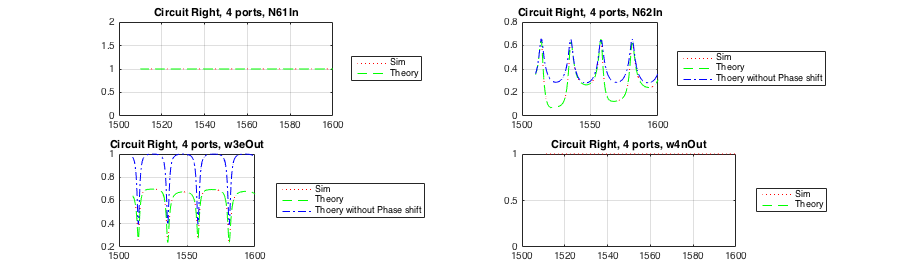 Circuit Right, 4 ports, N61In
2
1.5
1
0.5
0
1500 1520 1540 1560 1580 1600
Sim
Theory
Circuit Right, 4 ports, N62In
0.8
0.6
0.4
0.2
0
1500 1550 1600
Sim
Theory
Thoery without Phase shift
Circuit Right, 4 ports, w3eOut
1
0.8
0.6
0.4
0.2
1500 1550 1600
Sim
Theory
Thoery without Phase shift
Circuit Right, 4 ports, w4nOut
1
0.5
0
1500 1520 1540 1560 1580 1600
Sim
Theory